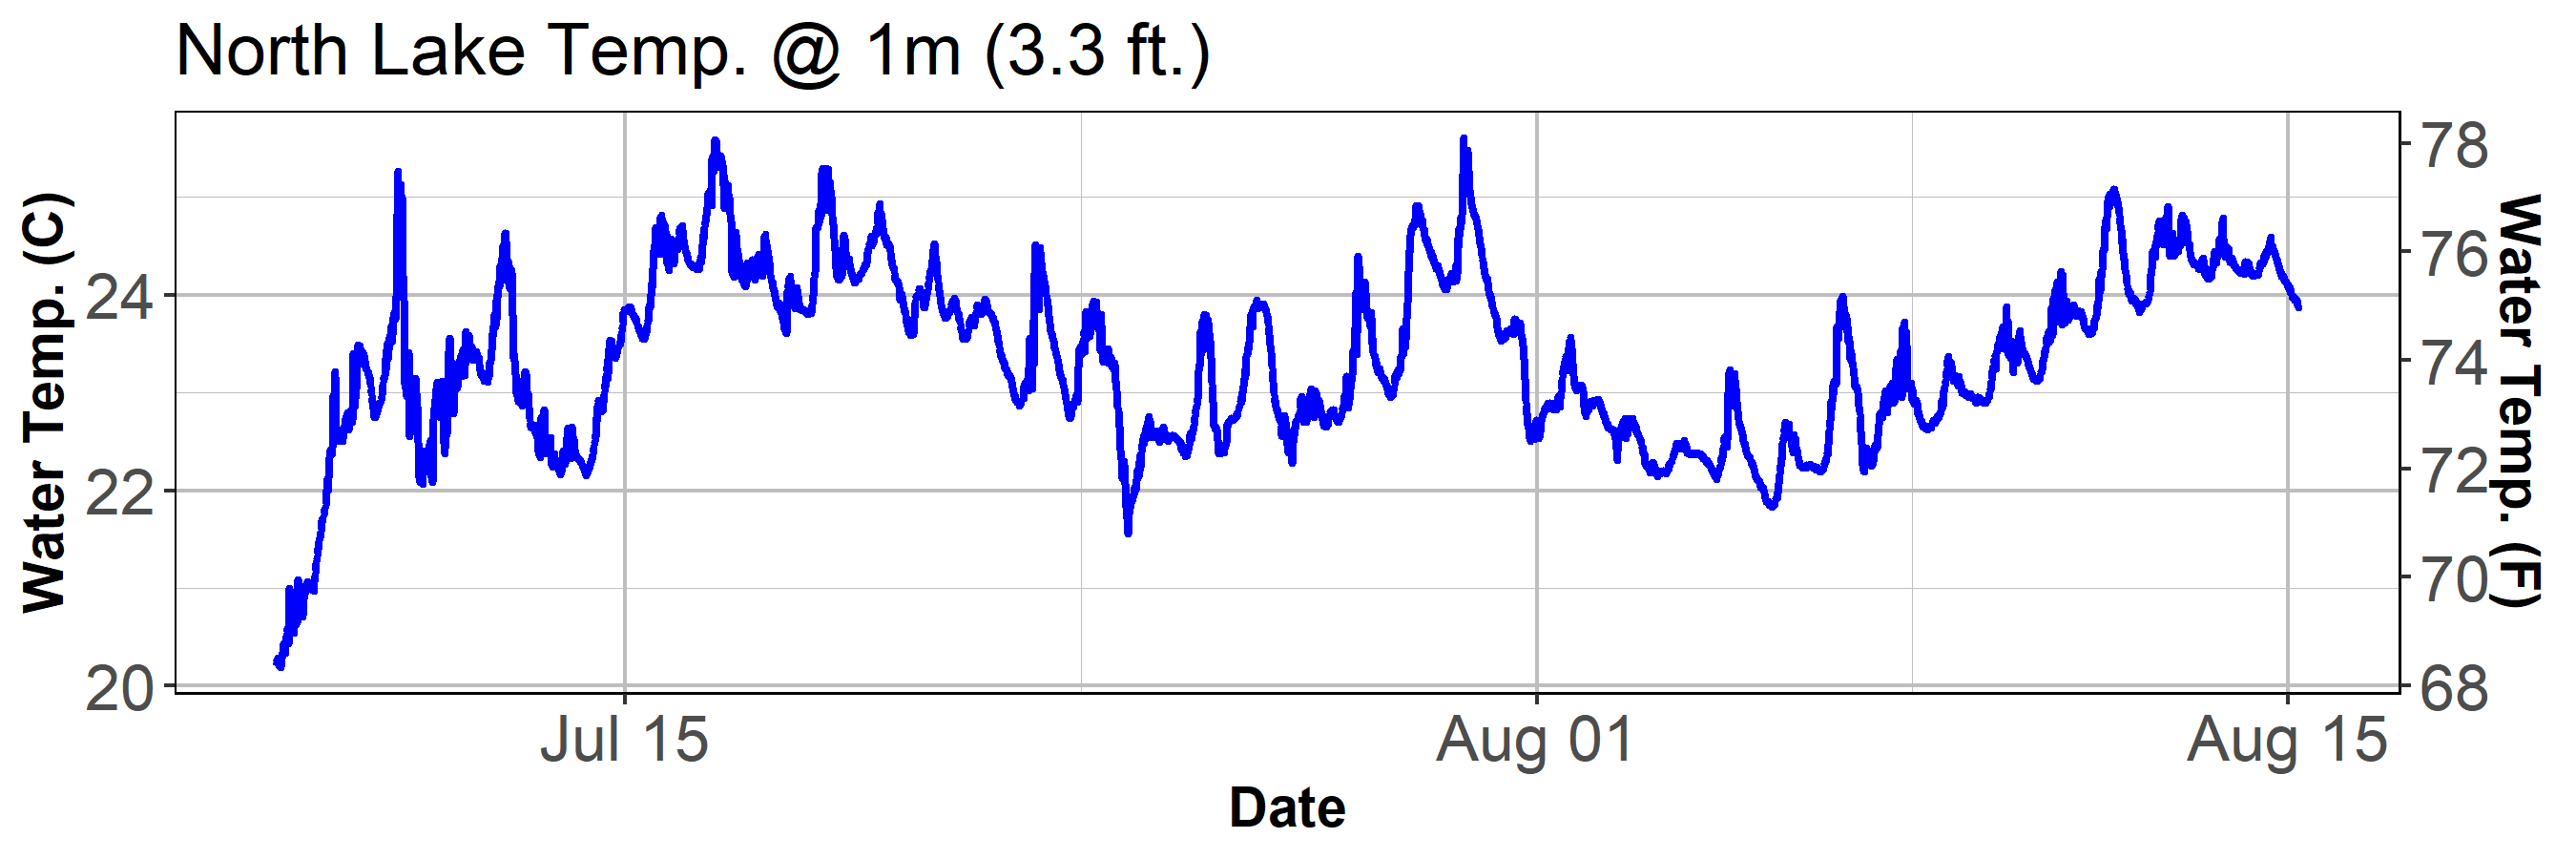 North Lake Temp. @ 1m (3.3 ft.)
Water Temp. (C)
24
22
20
78
76
74
72
70
68
Water Temp. (F)
Jul 15
Aug 01
Aug 15
Date